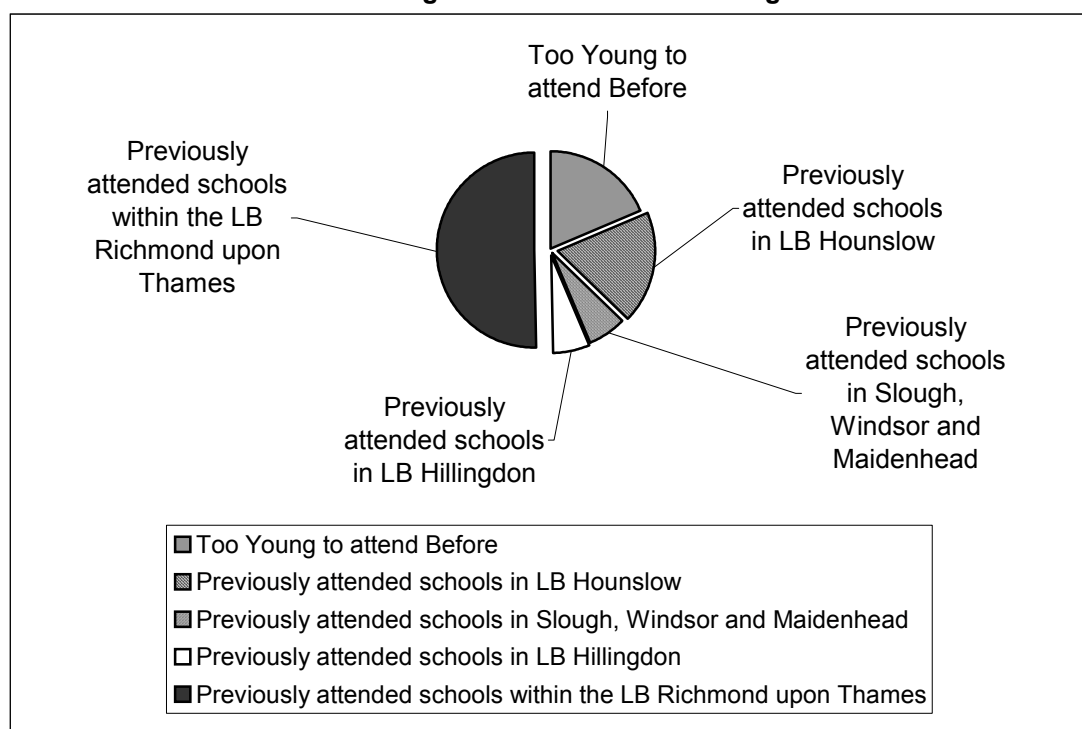 Too Young to
attend Before
Previously
attended schools
within the LB
Richmond upon
Thames
Previously
attended schools
in LB Hounslow
Previously
attended schools
in Slough,
Windsor and
Maidenhead
Previously
attended schools
in LB Hillingdon
Too Young to attend Before
Previously attended schools in LB Hounslow
Previously attended schools in Slough, Windsor and Maidenhead
Previously attended schools in LB Hillingdon
Previously attended schools within the LB Richmond upon Thames